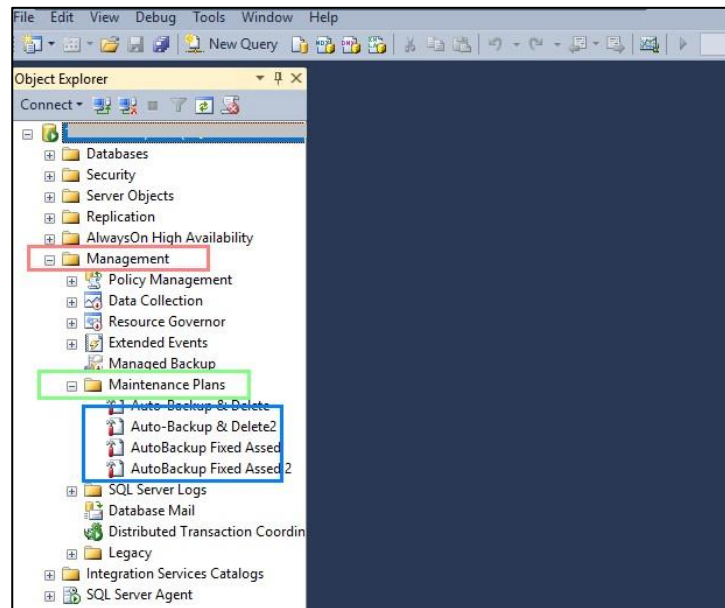 File Edit View Debug Tools Window Help
New Query
Object Explorer
Connect
Databases
Security
Server Objects
Replication
AlwaysOn High Availability
Management
Policy Management
Data Collection
Resource Governor
Extended Events
Managed Backup
Maintenance Plans
Auto-Backup & Delete
Auto-Backup & Delete2
AutoBackup Fixed Assed
AutoBackup Fixed Assed 2
SQL Server Logs
Database Mail
Distributed Transaction Coordin
Legacy
Integration Services Catalogs
SQL Server Agent